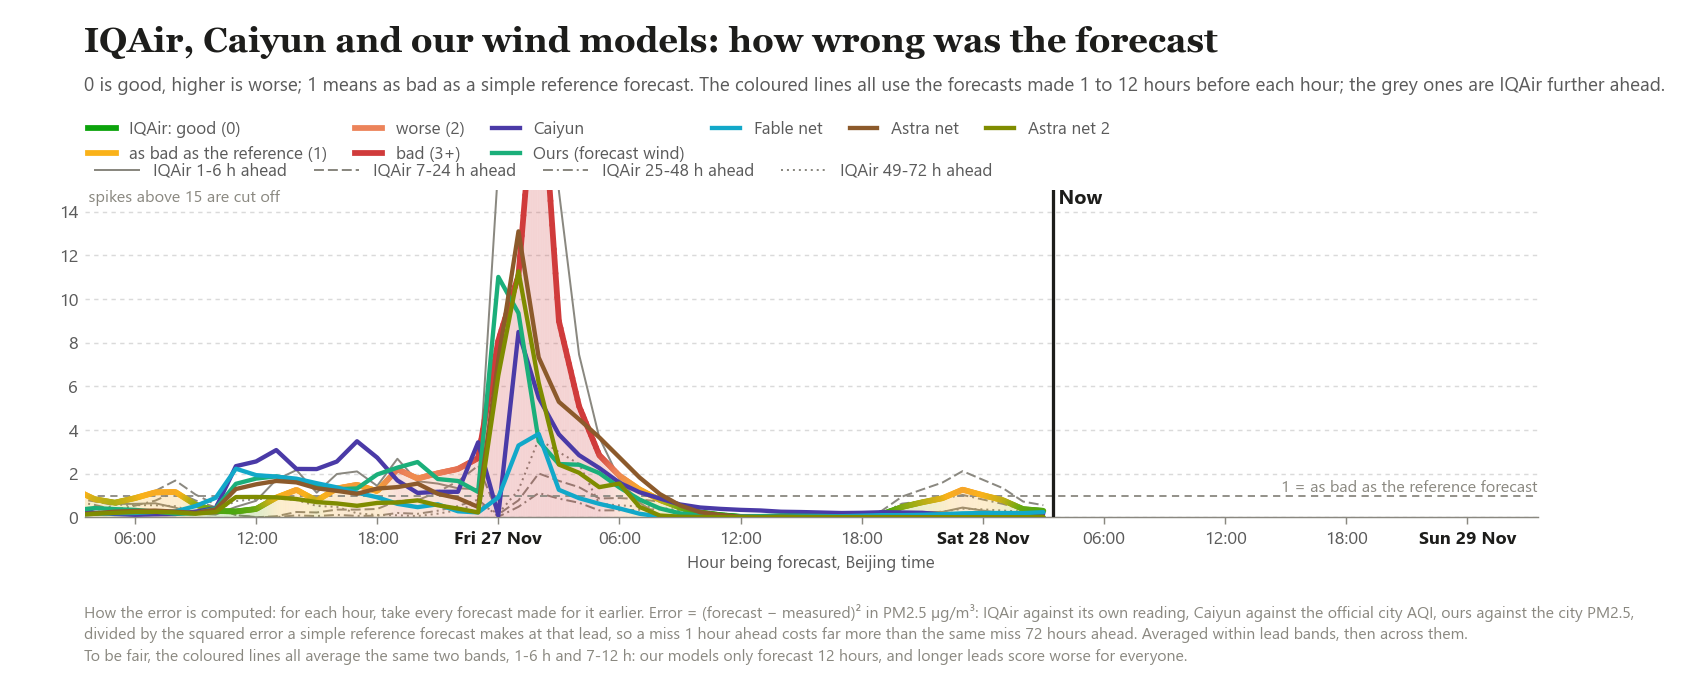 IQAir, Caiyun and our wind models: how wrong was the forecast
0 is good, higher is worse; 1 means as bad as a simple reference forecast. The coloured lines all use the forecasts made 1 to 12 hours before each hour; the grey ones are IQAir further ahead.
IQAir: good (0) worse (2) Caiyun Fable net Astra net Astra net 2
as bad as the reference (1) bad (3+) Ours (forecast wind)
IQAir 1-6 h ahead IQAir 7-24 h ahead IQAir 25-48 h ahead IQAir 49-72 h ahead
spikes above 15 are cut off
Now
14
12
10
8
6
4
2
1 = as bad as the reference forecast
0
06:00 12:00 18:00 Fri 27 Nov 06:00 12:00 18:00 Sat 28 Nov 06:00 12:00 18:00 Sun 29 Nov
Hour being forecast, Beijing time
How the error is computed: for each hour, take every forecast made for it earlier. Error = (forecast − measured)² in PM2.5 µg/m³: IQAir against its own reading, Caiyun against the official city AQI, ours against the city PM2.5,
divided by the squared error a simple reference forecast makes at that lead, so a miss 1 hour ahead costs far more than the same miss 72 hours ahead. Averaged within lead bands, then across them.
To be fair, the coloured lines all average the same two bands, 1-6 h and 7-12 h: our models only forecast 12 hours, and longer leads score worse for everyone.